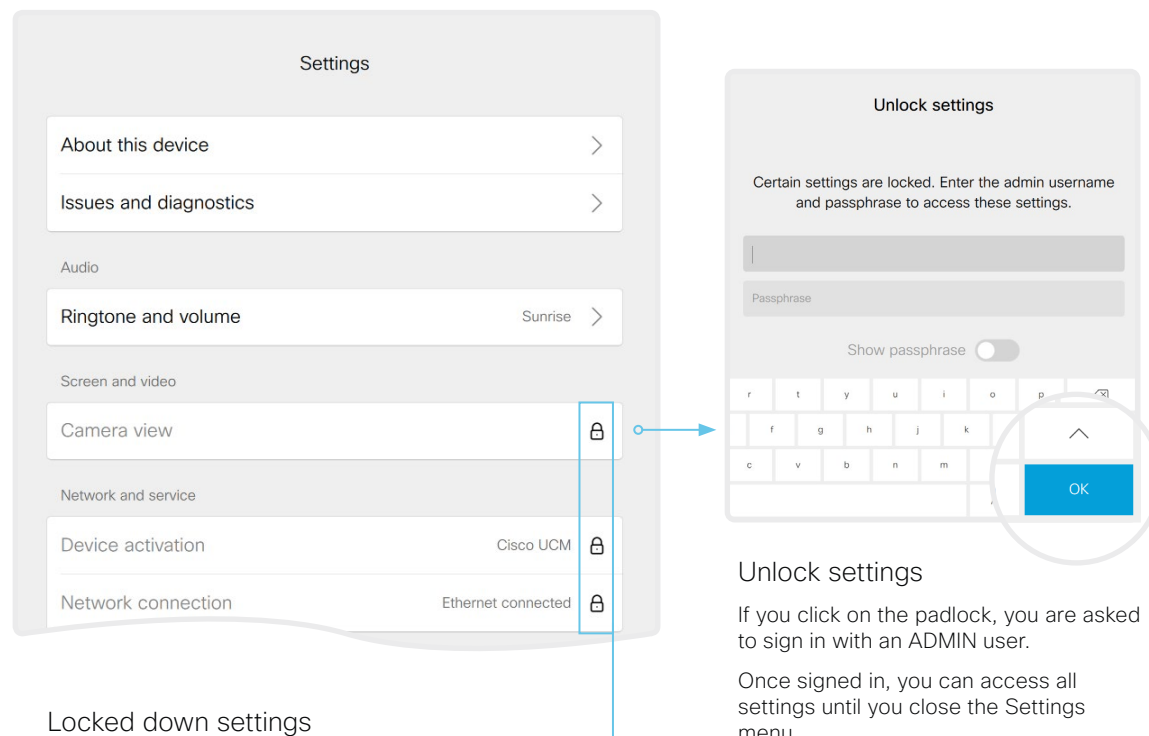 Settings
About this device
Issues and diagnostics
Audio
Ringtone and volume Sunrise
Screen and video
Camera view
Network and service
Device activation Cisco UCM
Network connection Ethernet connected
Locked down settings
Unlock settings
Certain settings are locked. Enter the admin username
and passphrase to access these settings.
Passphrase
Show passphrase
r t y u i o p
f g h j k
c v b n m
OK
Unlock settings
If you click on the padlock, you are asked
to sign in with an ADMIN user.
Once signed in, you can access all
settings until you close the Settings
menu